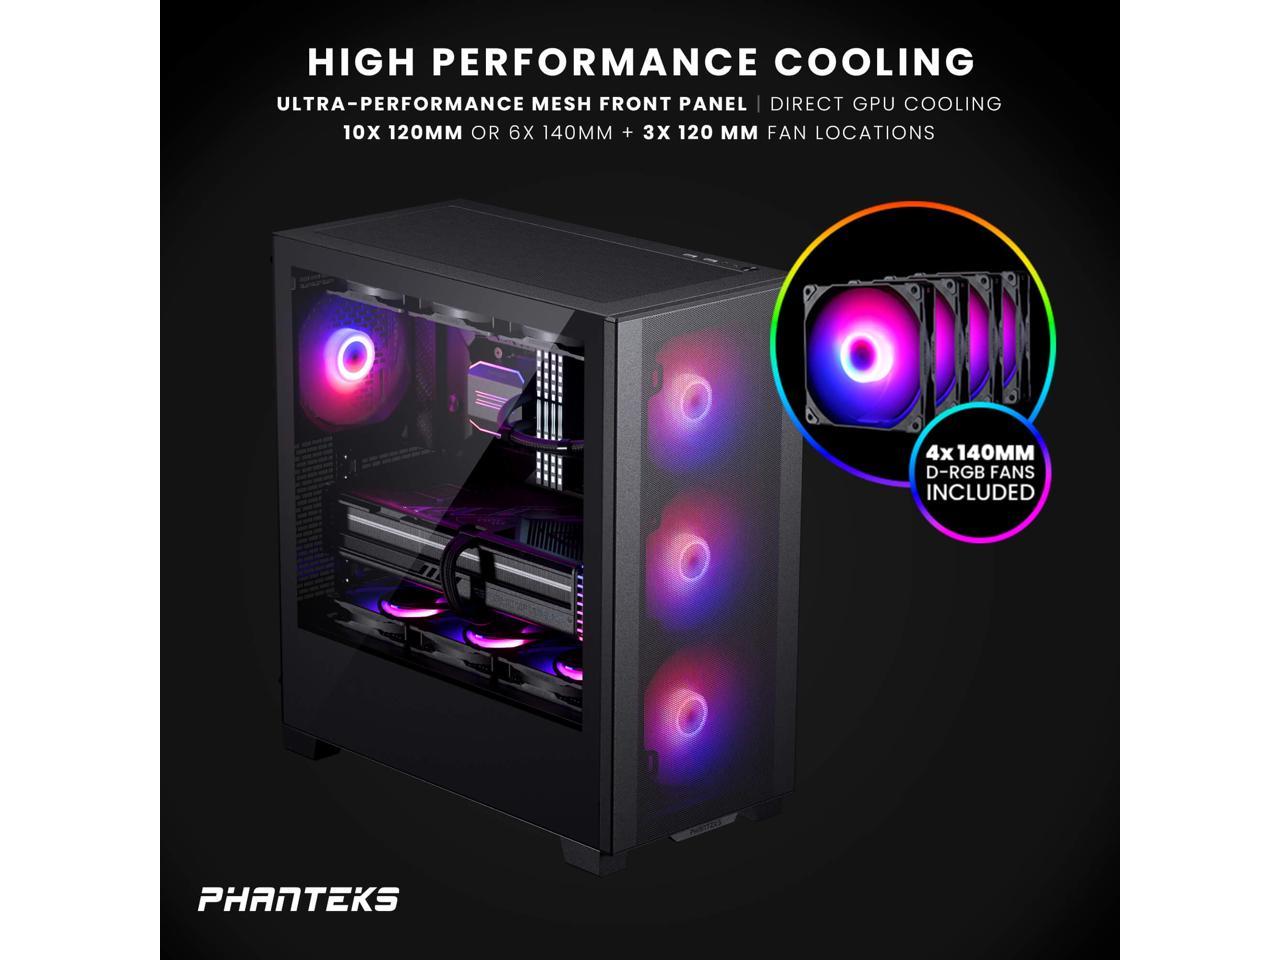 HIGH PERFORMANCE COOLING
ULTRA-PERFORMANCE MESH FRONT PANEL | DIRECT GPU COOLING
10X 120MM OR 6X 140MM + 3X 120 MM FAN LOCATIONS
4x 140MM
D-RGB FANS
INCLUDED
PHANTEKS
PHANTEKS